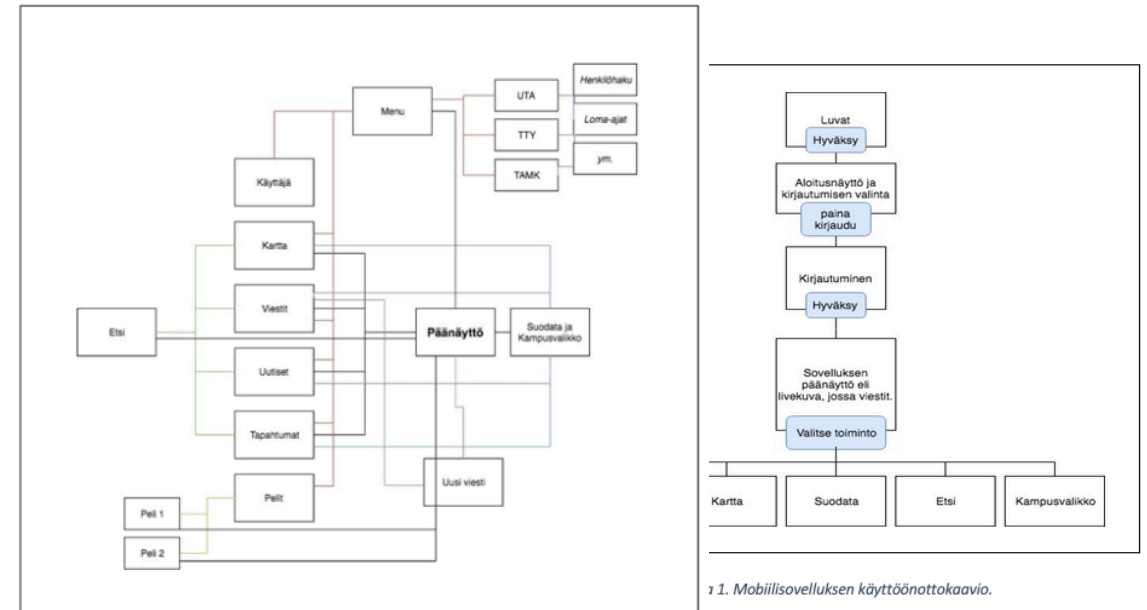 Henkilöhaku
UTA
Menu
Loma-ajat
TTY
ym.
TAMK
Käyttäjä
Kartta
Viestit
Etsi
Päänäyttö
Suodata ja
Kampusvalikko
Uutiset
Tapahtumat
Uusi viesti
Pelit
Peli 1
Peli 2
Luvat
Hyväksy
Aloitusnäyttö ja
kirjautumisen valinta
paina
kirjaudu
Kirjautuminen
Hyväksy
Sovelluksen
päänäyttö eli
livekuva, jossa viestit.
Valitse toiminto
Kartta
Suodata
Etsi
Kampusvalikko
1. Mobiilisovelluksen käyttöönottokaavio.